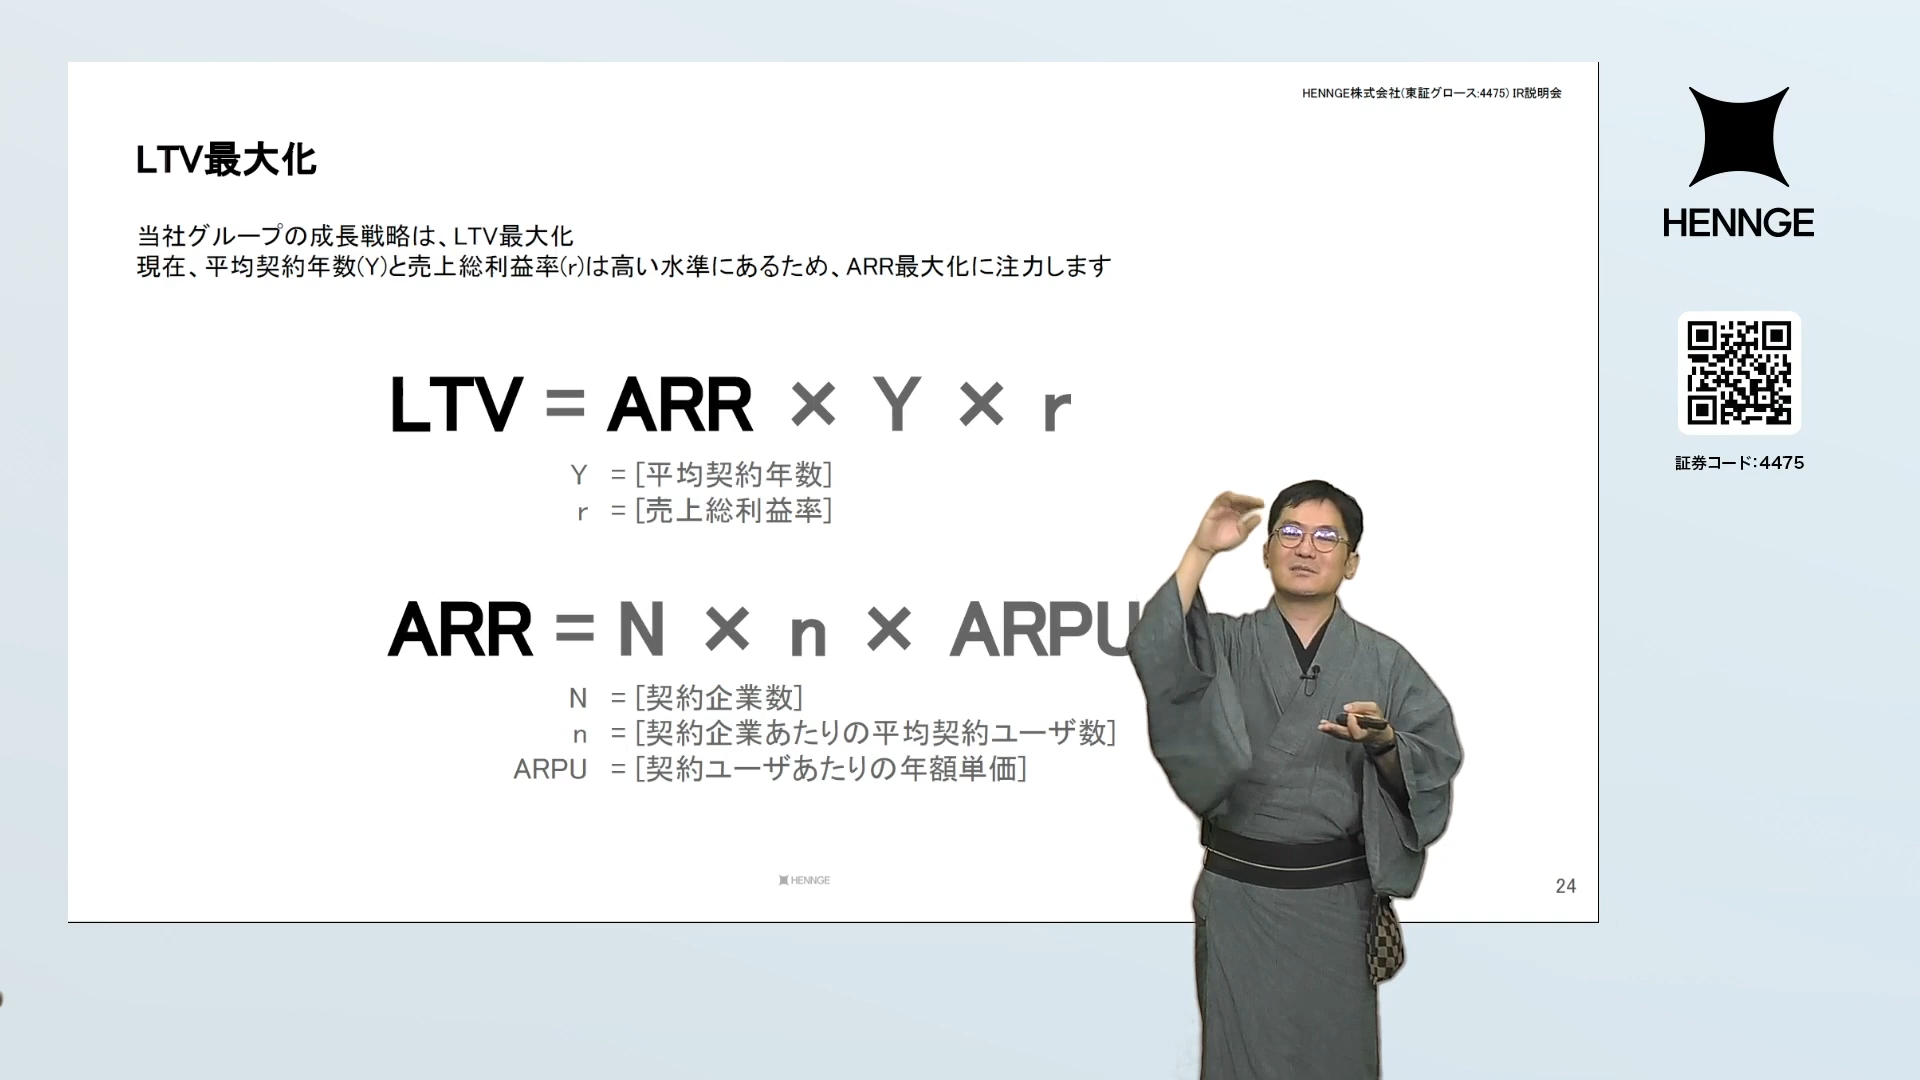 HENNGE株式会社(東証グロース:4475) IR説明会
LTV最大化
当社グループの成長戦略は、LTV最大化
現在、平均契約年数(Y)と売上総利益率(r)は高い水準にあるため、ARR最大化に注力します
LTV = ARR × Y × r
Y = [平均契約年数]
r = [売上総利益率]
ARR = N × n × ARPU
N = [契約企業数]
n = [契約企業あたりの平均契約ユーザ数]
ARPU = [契約ユーザあたりの年額単価]
HENNGE
24
HENNGE
証券コード:4475